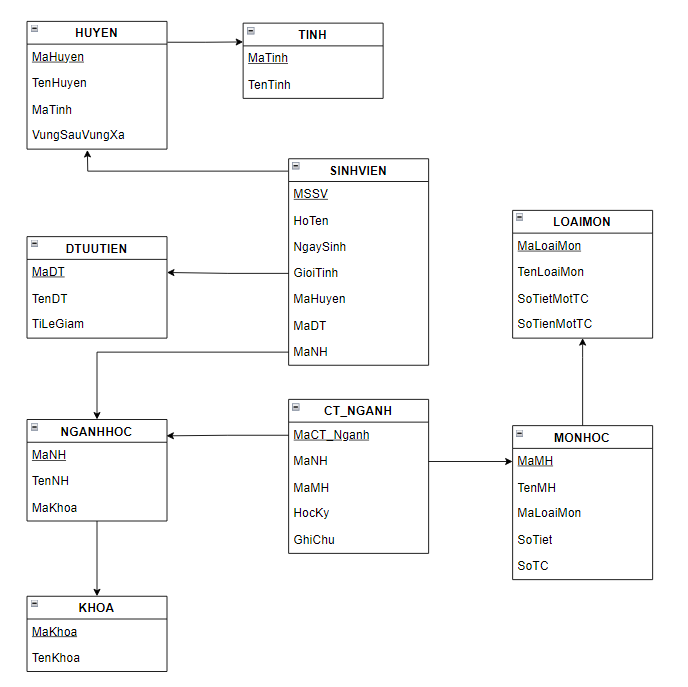 HUYEN
MaHuyen
TenHuyen
MaTinh
VungSauVungXa
TINH
MaTinh
TenTinh
SINHVIEN
MSSV
HoTen
NgaySinh
GioiTinh
MaHuyen
MaDT
MaNH
DTUUTIEN
MaDT
TenDT
TiLeGiam
LOAIMON
MaLoaiMon
TenLoaiMon
SoTietMotTC
SoTienMotTC
NGANHHOC
MaNH
TenNH
MaKhoa
CT_NGANH
MaCT_Nganh
MaNH
MaMH
HocKy
GhiChu
MONHOC
MaMH
TenMH
MaLoaiMon
SoTiet
SoTC
KHOA
MaKhoa
TenKhoa